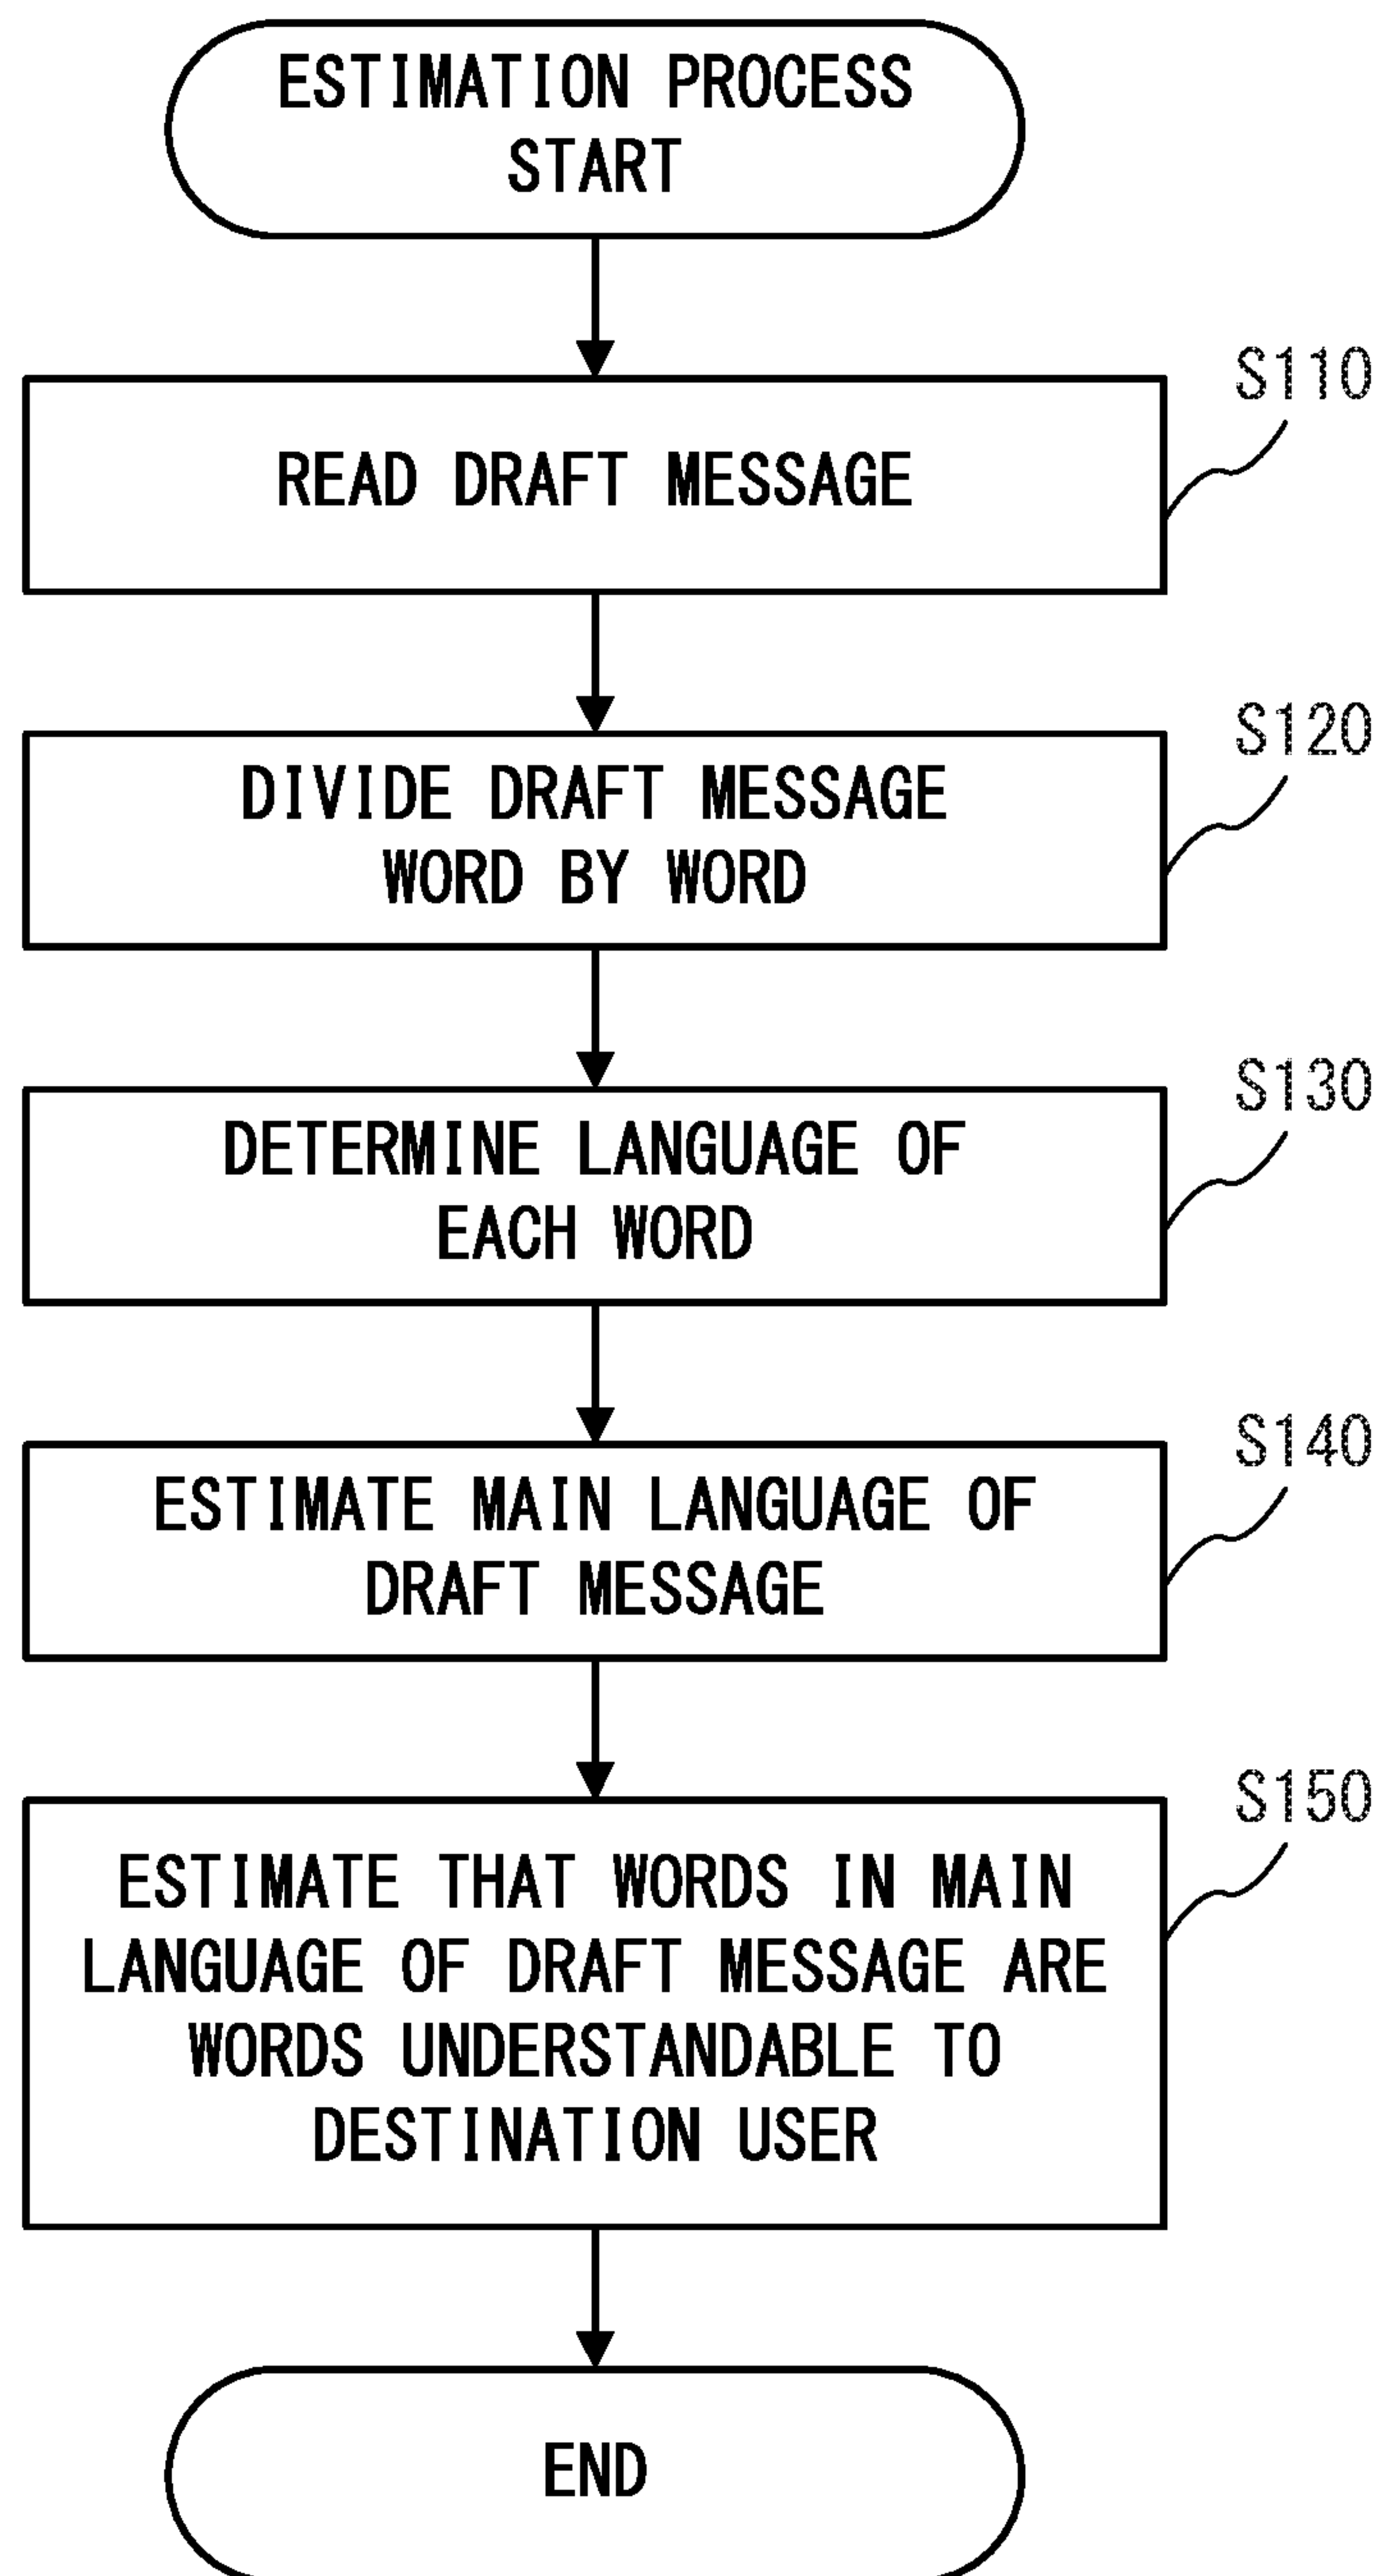 ESTIMATION PROCESS
START
S110
READ DRAFT MESSAGE
S120
DIVIDE DRAFT MESSAGE
WORD BY WORD
S130
DETERMINE LANGUAGE OF
EACH WORD
S140
ESTIMATE MAIN LANGUAGE OF
DRAFT MESSAGE
S150
ESTIMATE THAT WORDS IN MAIN
LANGUAGE OF DRAFT MESSAGE ARE
WORDS UNDERSTANDABLE TO
DESTINATION USER
END